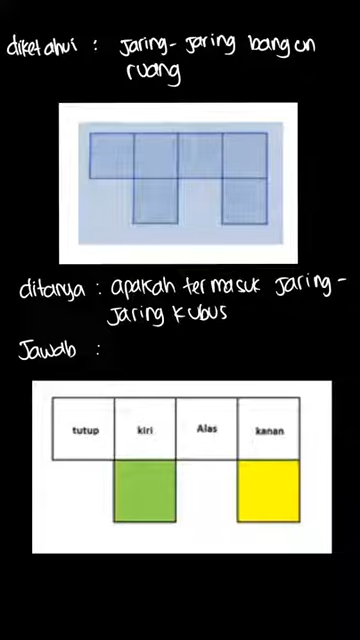 diketahui : Jaring-jaring bangun
ruang
ditanya : apakah termasuk Jaring-
Jaring kubus
Jawab :
tutup kiri Alas kanan